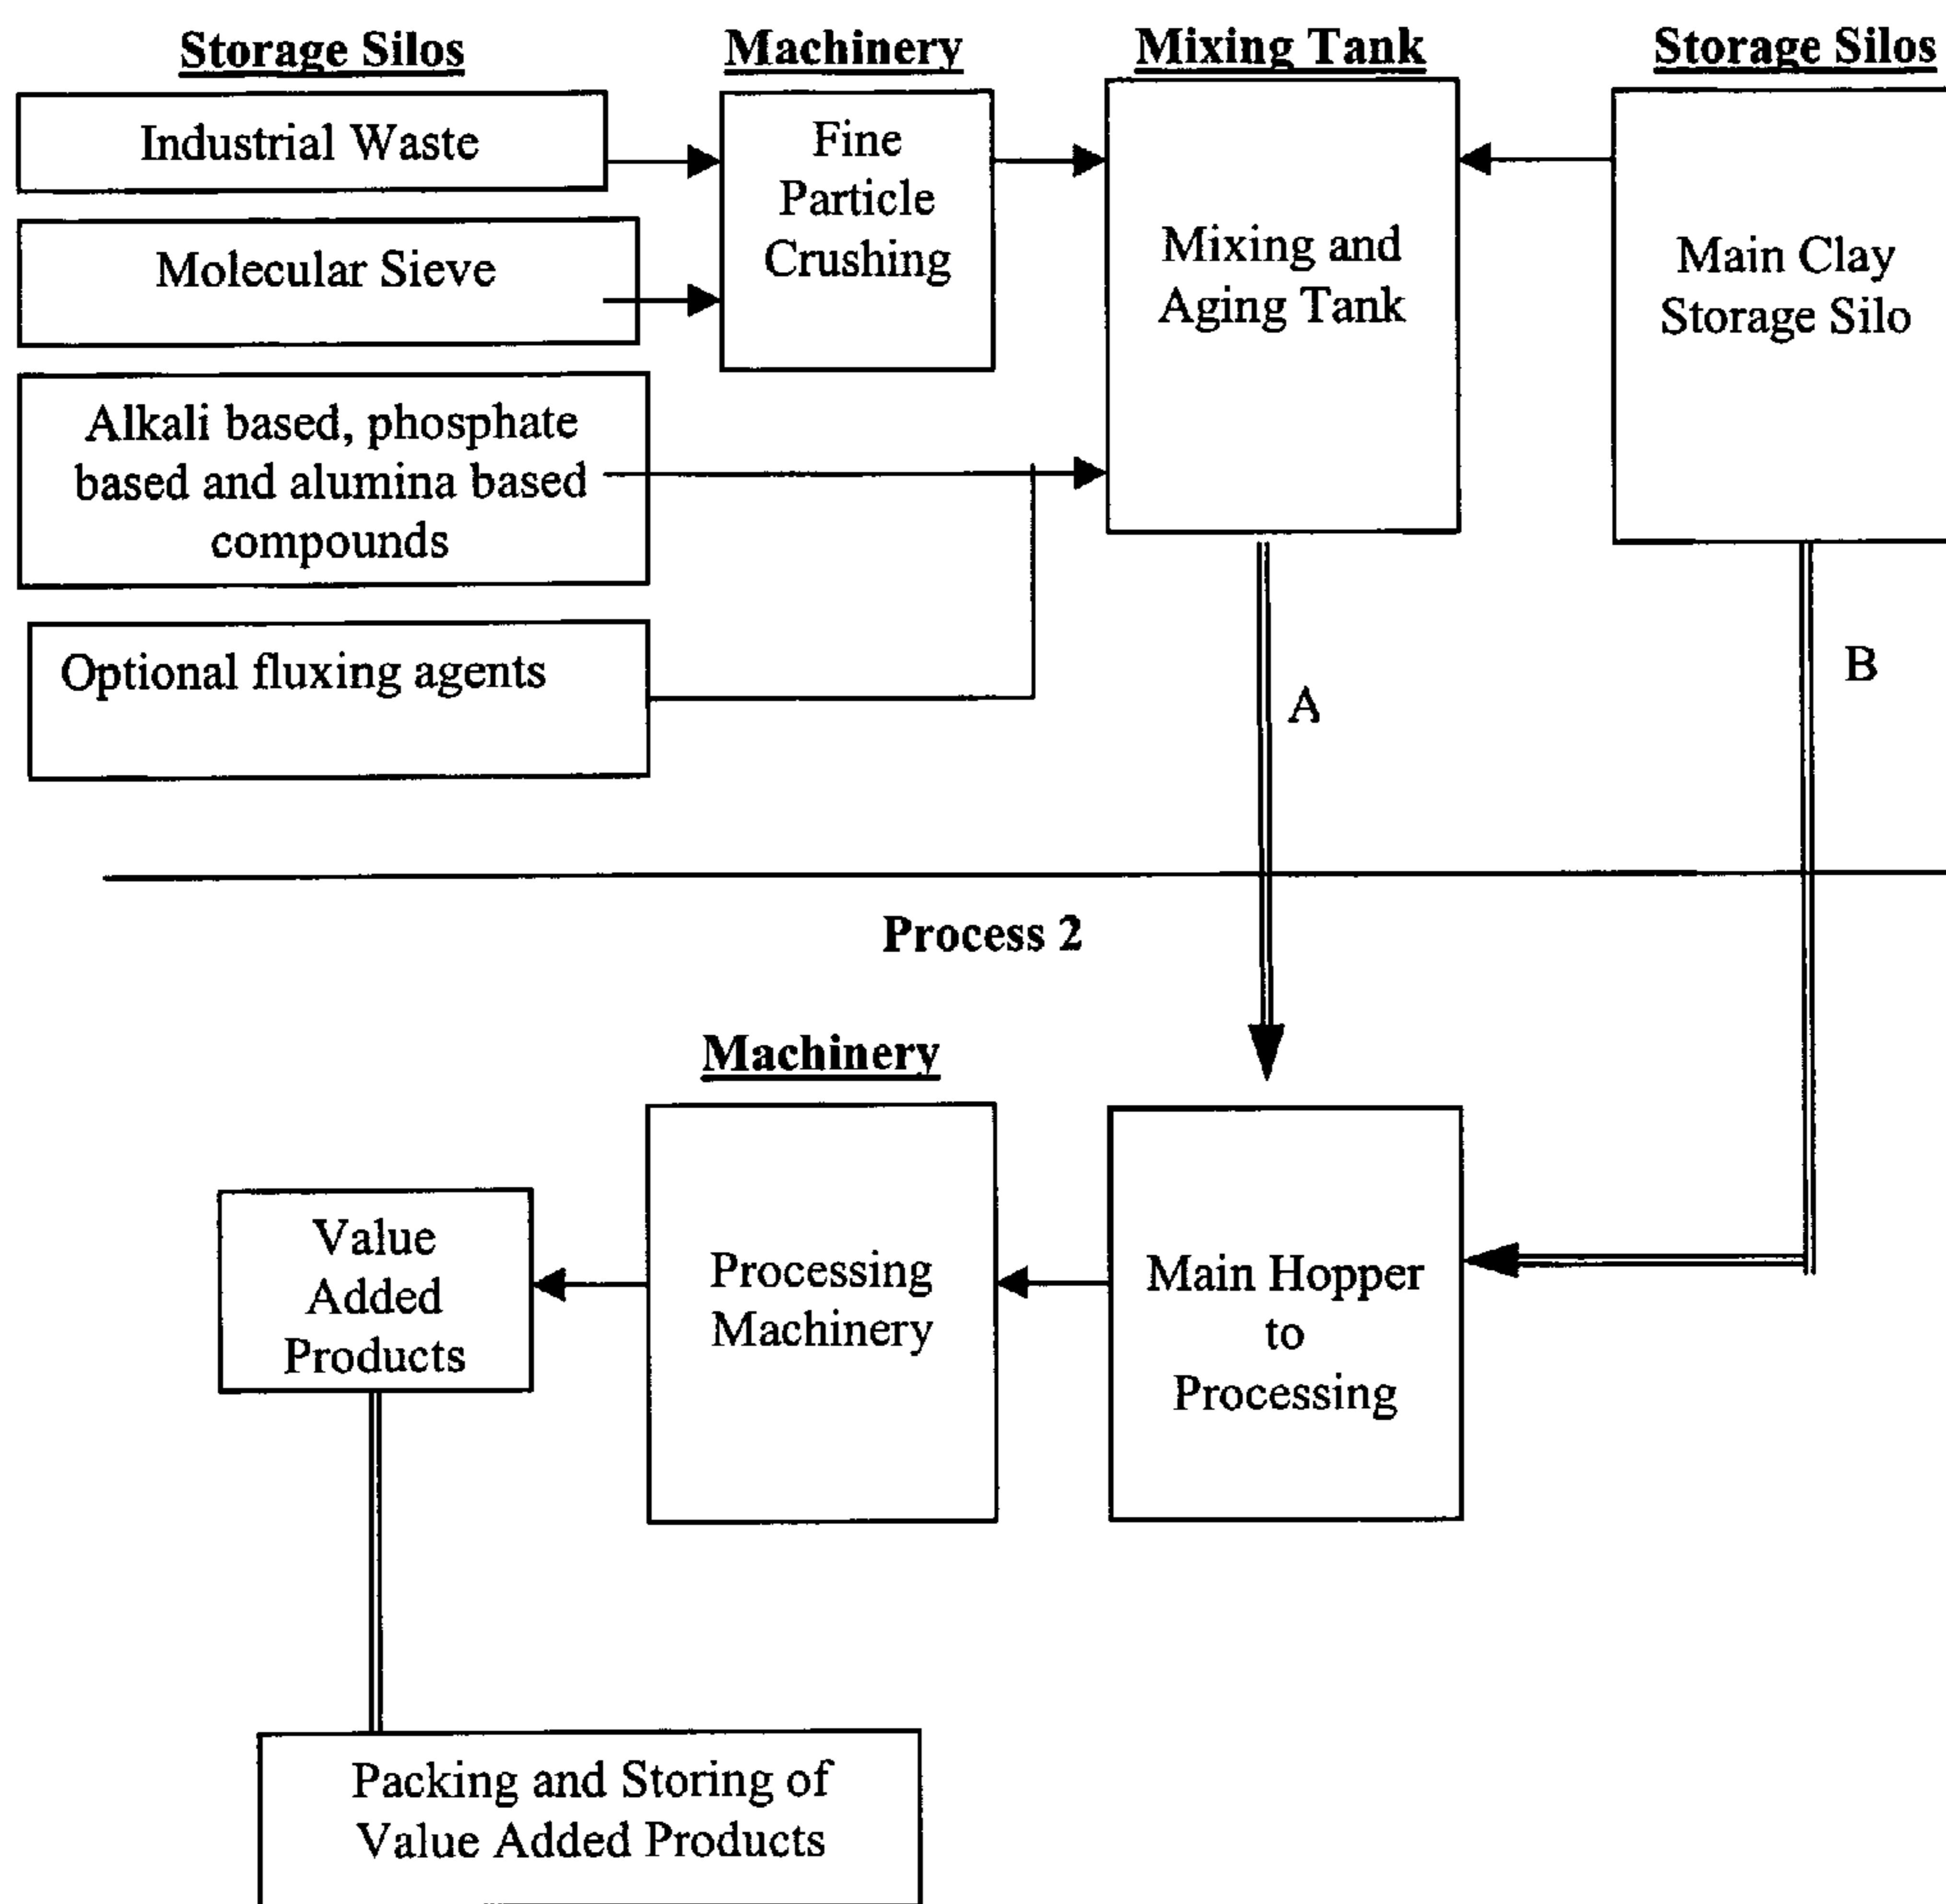 Storage Silos
Machinery
Mixing Tank
Storage Silos
Industrial Waste
Molecular Sieve
Alkali based, phosphate
based and alumina based
compounds
Optional fluxing agents
Fine
Particle
Crushing
Mixing and
Aging Tank
Main Clay
Storage Silo
A
B
Process 2
Machinery
Value
Added
Products
Processing
Machinery
Main Hopper
to
Processing
Packing and Storing of
Value Added Products